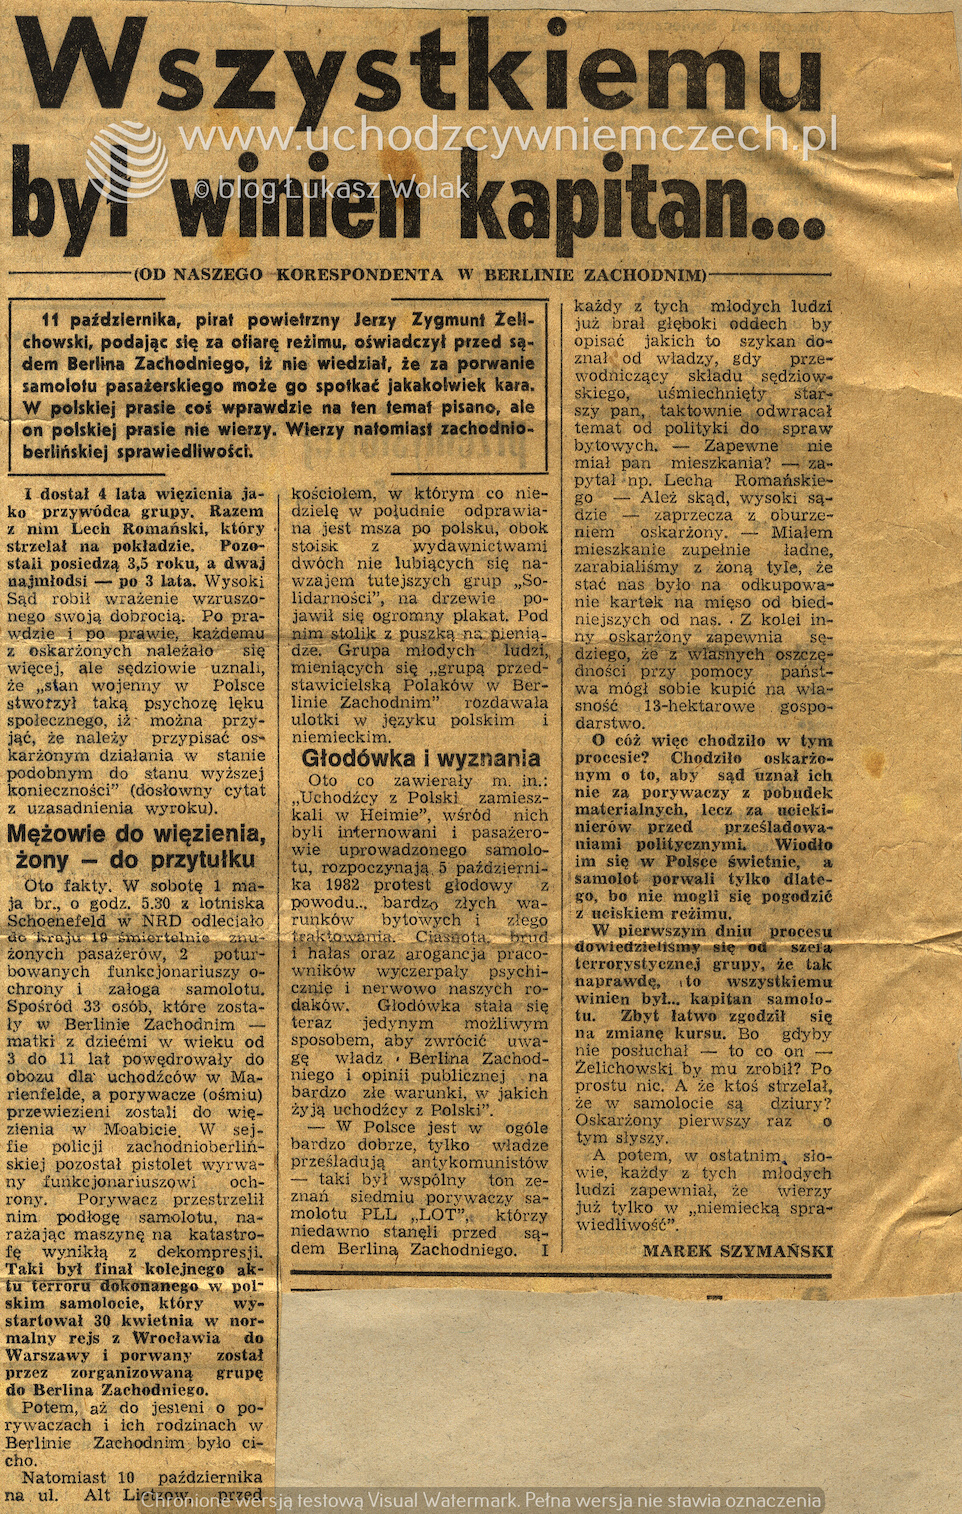 Wszystkiemu
www.uchodzcywniemczech.pl
© blog Łukasz Wolak
był winien kapitan...
(OD NASZEGO KORESPONDENTA W BERLINIE ZACHODNIM)
11 października, pirat powietrzny Jerzy Zygmunt Żeli-
chowski, podając się za ofiarę reżimu, oświadczył przed są-
dem Berlina Zachodniego, iż nie wiedział, że za porwanie
samolotu pasażerskiego może go spotkać jakakolwiek kara.
W polskiej prasie coś wprawdzie na ten temat pisano, ale
on polskiej prasie nie wierzy. Wierzy natomiast zachodnio-
berlińskiej sprawiedliwości.
I dostał 4 lata więzienia ja-
ko przywódca grupy. Razem
z nim Lech Romański, który
strzelał na pokładzie. Pozo-
stali posiedzą 3,5 roku, a dwaj
najmłodsi — po 3 lata. Wysoki
Sąd robił wrażenie wzruszo-
nego swoją dobrocią. Po pra-
wdzie i po prawie, każdemu
z oskarżonych należało się
więcej, ale sędziowie uznali,
że „stan wojenny w Polsce
stworzył taką psychozę lęku
społecznego, iż można przy-
jąć, że należy przypisać os-
karżonym działania w stanie
podobnym do stanu wyższej
konieczności" (dosłowny cytat
z uzasadnienia wyroku).
Mężowie do więzienia,
żony — do przytułku
Oto fakty. W sobotę 1 ma-
ja br., o godz. 5.30 z lotniska
Schoenefeld w NRD odleciało
do kraju 19 śmiertelnie znu-
żonych pasażerów, 2 potur-
bowanych funkcjonariuszy o-
chrony i załoga samolotu.
Spośród 33 osób, które zosta-
ły w Berlinie Zachodnim —
matki z dziećmi w wieku od
3 do 11 lat powędrowały do
obozu dla uchodźców w Ma-
rienfelde, a porywacze (ośmiu)
przewiezieni zostali do wię-
zienia w Moabicie. W sej-
fie policji zachodnioberliń-
skiej pozostał pistolet wyrwa-
ny funkcjonariuszowi och-
rony. Porywacz przestrzelił
nim podłogę samolotu, na-
rażając maszynę na katastro-
fę wynikłą z dekompresji.
Taki był finał kolejnego ak-
tu terroru dokonanego w pol-
skim samolocie, który wy-
startował 30 kwietnia w nor-
malny rejs z Wrocławia do
Warszawy i porwany został
przez zorganizowaną grupę
do Berlina Zachodniego.
Potem, aż do jesieni o po-
rywaczach i ich rodzinach w
Berlinie Zachodnim było ci-
cho.
Natomiast 10 października
na ul. Alt Lietzow, przed
kościołem, w którym co nie-
dzielę w południe odprawia-
na jest msza po polsku, obok
stoisk z wydawnictwami
dwóch nie lubiących się na-
wzajem tutejszych grup „So-
lidarności", na drzewie po-
jawił się ogromny plakat. Pod
nim stolik z puszką na pienią-
dze. Grupa młodych ludzi,
mieniących się „grupą przed-
stawicielską Polaków w Ber-
linie Zachodnim" rozdawała
ulotki w języku polskim i
niemieckim.
Głodówka i wyznania
Oto co zawierały m. in.:
„Uchodźcy z Polski zamiesz-
kali w Heimie", wśród nich
byli internowani i pasażero-
wie uprowadzonego samolo-
tu, rozpoczynają 5 październi-
ka 1982 protest głodowy z
powodu... bardzo złych wa-
runków bytowych i złego
traktowania. Ciasnota, brud
i hałas oraz arogancja praco-
wników wyczerpały psychi-
cznie i nerwowo naszych ro-
daków. Głodówka stała się
teraz jedynym możliwym
sposobem, aby zwrócić uwa-
gę władz Berlina Zachod-
niego i opinii publicznej na
bardzo złe warunki, w jakich
żyją uchodźcy z Polski".
— W Polsce jest w ogóle
bardzo dobrze, tylko władze
prześladują antykomunistów
— taki był wspólny ton ze-
znań siedmiu porywaczy sa-
molotu PLL „LOT", którzy
niedawno stanęli przed są-
dem Berlina Zachodniego. I
każdy z tych młodych ludzi
już brał głęboki oddech by
opisać jakich to szykan do-
znał od władzy, gdy prze-
wodniczący składu sędziow-
skiego, uśmiechnięty star-
szy pan, taktownie odwracał
temat od polityki do spraw
bytowych. — Zapewne nie
miał pan mieszkania? — za-
pytał np. Lecha Romańskie-
go — Ależ skąd, wysoki są-
dzie — zaprzecza z oburze-
niem oskarżony. — Miałem
mieszkanie zupełnie ładne,
zarabialiśmy z żoną tyle, że
stać nas było na odkupowa-
nie kartek na mięso od bied-
niejszych od nas. Z kolei in-
ny oskarżony zapewnia sę-
dziego, że z własnych oszczę-
dności przy pomocy państ-
wa mógł sobie kupić na wła-
sność 13-hektarowe gospo-
darstwo.
O cóż więc chodziło w tym
procesie? Chodziło oskarżo-
nym o to, aby sąd uznał ich
nie za porywaczy z pobudek
materialnych, lecz za ucieki-
nierów przed prześladowa-
niami politycznymi. Wiodło
im się w Polsce świetnie, a
samolot porwali tylko dlate-
go, bo nie mogli się pogodzić
z uciskiem reżimu.
W pierwszym dniu procesu
dowiedzieliśmy się od szefa
terrorystycznej grupy, że tak
naprawdę, to wszystkiemu
winien był... kapitan samolo-
tu. Zbyt łatwo zgodził się
na zmianę kursu. Bo gdyby
nie posłuchał — to co on —
Żelichowski by mu zrobił? Po
prostu nic. A że ktoś strzelał,
że w samolocie są dziury?
Oskarżony pierwszy raz o
tym słyszy.
A potem, w ostatnim sło-
wie, każdy z tych młodych
ludzi zapewniał, że wierzy
już tylko w „niemiecką spra-
wiedliwość".
MAREK SZYMAŃSKI
Chronione wersją testową Visual Watermark. Pełna wersja nie stawia oznaczenia